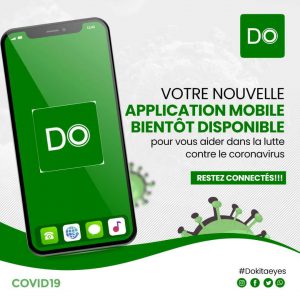 DO
VOTRE NOUVELLE
APPLICATION MOBILE
BIENTÔT DISPONIBLE
pour vous aider dans la lutte
contre le coronavirus
RESTEZ CONNECTÉS!!!
DO
#Dokitaeyes
COVID19